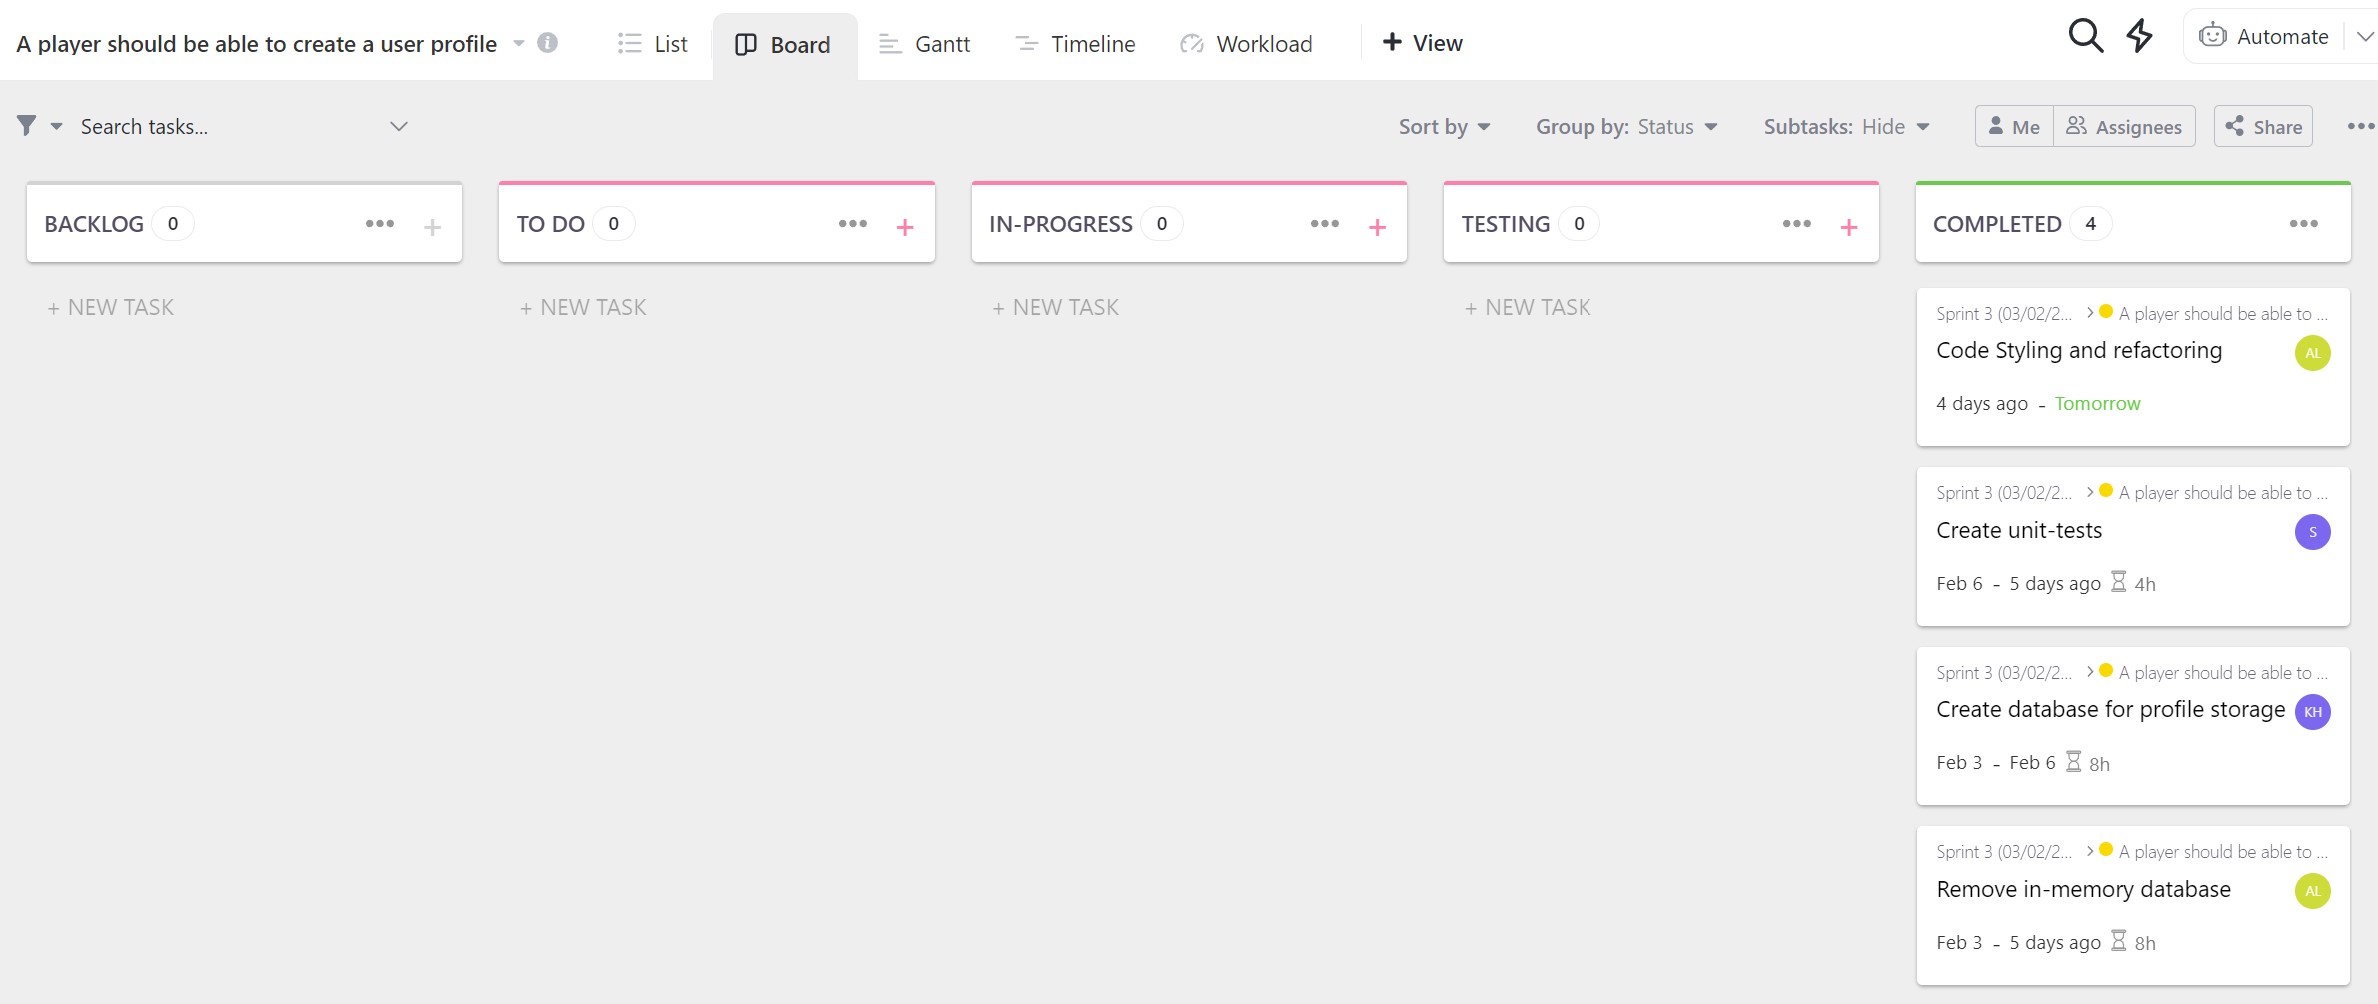 A player should be able to create a user profile
List
Board
Gantt
Timeline
Workload
+ View
Automate
Search tasks...
Sort by
Group by: Status
Subtasks: Hide
Me
Assignees
Share
BACKLOG 0
+ NEW TASK
TO DO 0
+ NEW TASK
IN-PROGRESS 0
+ NEW TASK
TESTING 0
+ NEW TASK
COMPLETED 4
Sprint 3 (03/02/2... > A player should be able to ...
Code Styling and refactoring
AL
4 days ago - Tomorrow
Sprint 3 (03/02/2... > A player should be able to ...
Create unit-tests
S
Feb 6 - 5 days ago 4h
Sprint 3 (03/02/2... > A player should be able to ...
Create database for profile storage
KH
Feb 3 - Feb 6 8h
Sprint 3 (03/02/2... > A player should be able to ...
Remove in-memory database
AL
Feb 3 - 5 days ago 8h